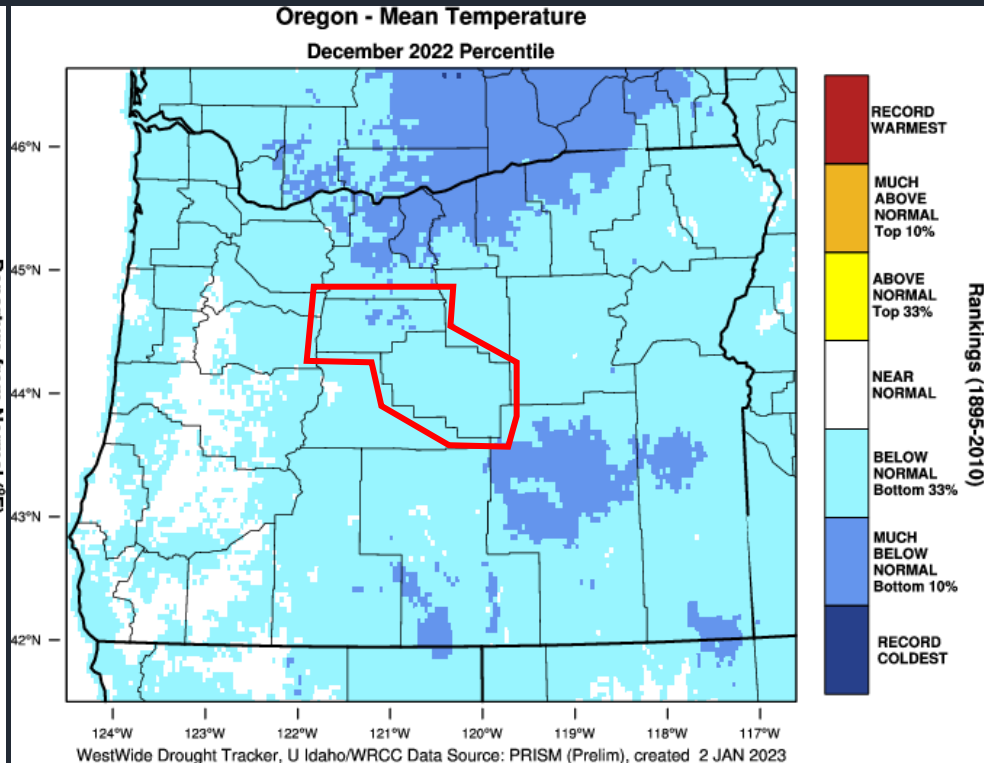 Oregon - Mean Temperature
December 2022 Percentile
46°N
45°N
44°N
43°N
42°N
124°W 123°W 122°W 121°W 120°W 119°W 118°W 117°W
WestWide Drought Tracker, U Idaho/WRCC Data Source: PRISM (Prelim), created 2 JAN 2023
RECORD
WARMEST
MUCH
ABOVE
NORMAL
Top 10%
ABOVE
NORMAL
Top 33%
NEAR
NORMAL
BELOW
NORMAL
Bottom 33%
MUCH
BELOW
NORMAL
Bottom 10%
RECORD
COLDEST
Rankings (1895-2010)